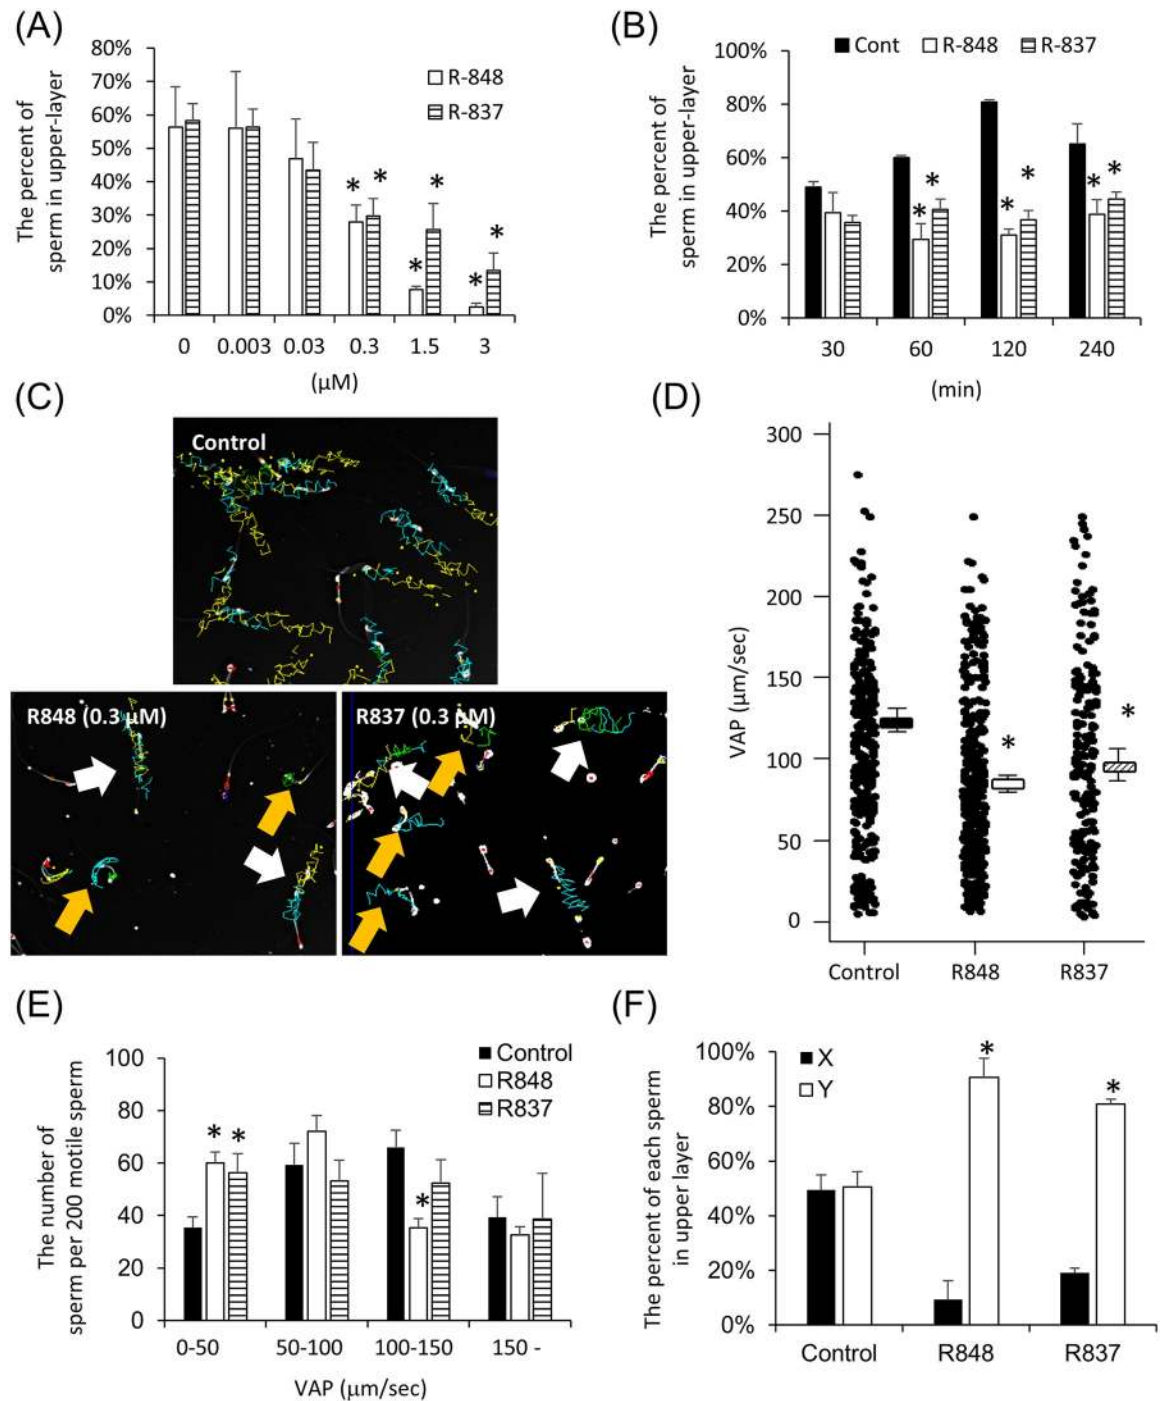 (A)
The percent of
sperm in upper-layer
80%
70%
60%
50%
40%
30%
20%
10%
0%
R-848
R-837
* * * * * *
0 0.003 0.03 0.3 1.5 3
(μM)
(B)
The percent of
sperm in upper-layer
100%
80%
60%
40%
20%
0%
Cont R-848 R-837
* * * * * *
30 60 120 240
(min)
(C)
Control
R848 (0.3 μM)
R837 (0.3 μM)
(D)
VAP (μm/sec)
300
250
200
150
100
50
0
* *
Control R848 R837
(E)
The number of
sperm per 200 motile sperm
100
80
60
40
20
0
Control
R848
R837
* * *
0-50 50-100 100-150 150 -
VAP (μm/sec)
(F)
The percent of each sperm
in upper layer
100%
80%
60%
40%
20%
0%
X
Y
* *
Control R848 R837